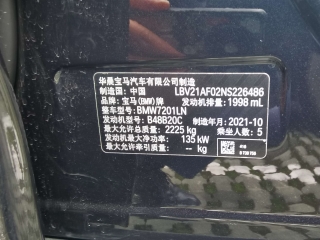 华晨宝马汽车有限公司制造
制造国：中国 LBV21AF02NS226486
品牌：宝马(BMW)牌 发动机排量：1998 mL
整车型号：BMW7201LN
发动机型号：B48B20C 制造年月：2021-10
最大允许总质量：2225 kg 乘坐人数：5
发动机最大净功率：135 kW
最大允许牵引质量：-- kg